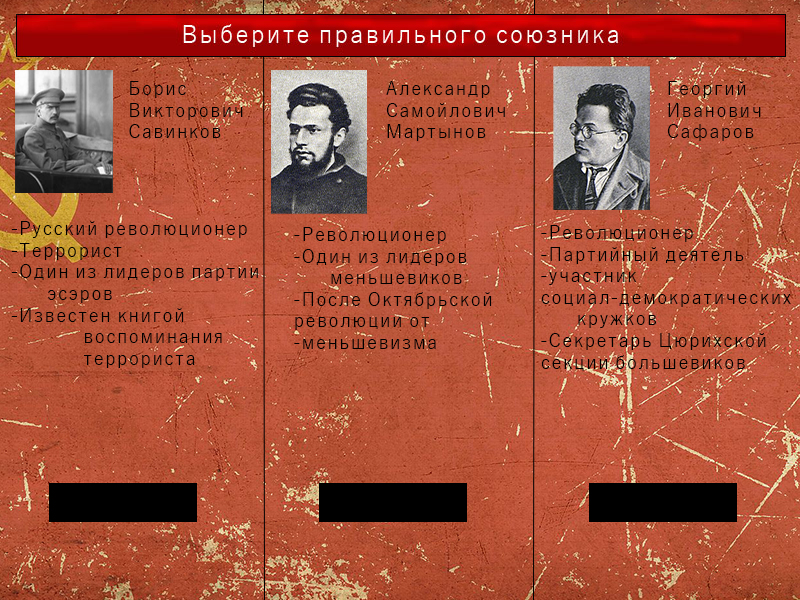 Выберите правильного союзника
Борис
Викторович
Савинков
-Русский революционер
-Террорист
-Один из лидеров партии
эсэров
-Известен книгой
воспоминания
террориста
Александр
Самойлович
Мартынов
-Революционер
-Один из лидеров
меньшевиков
-После Октябрьской
революции от
-меньшевизма
Георгий
Иванович
Сафаров
-Революционер
-Партийный деятель
-участник
социал-демократических
кружков
-Секретарь Цюрихской
секции большевиков